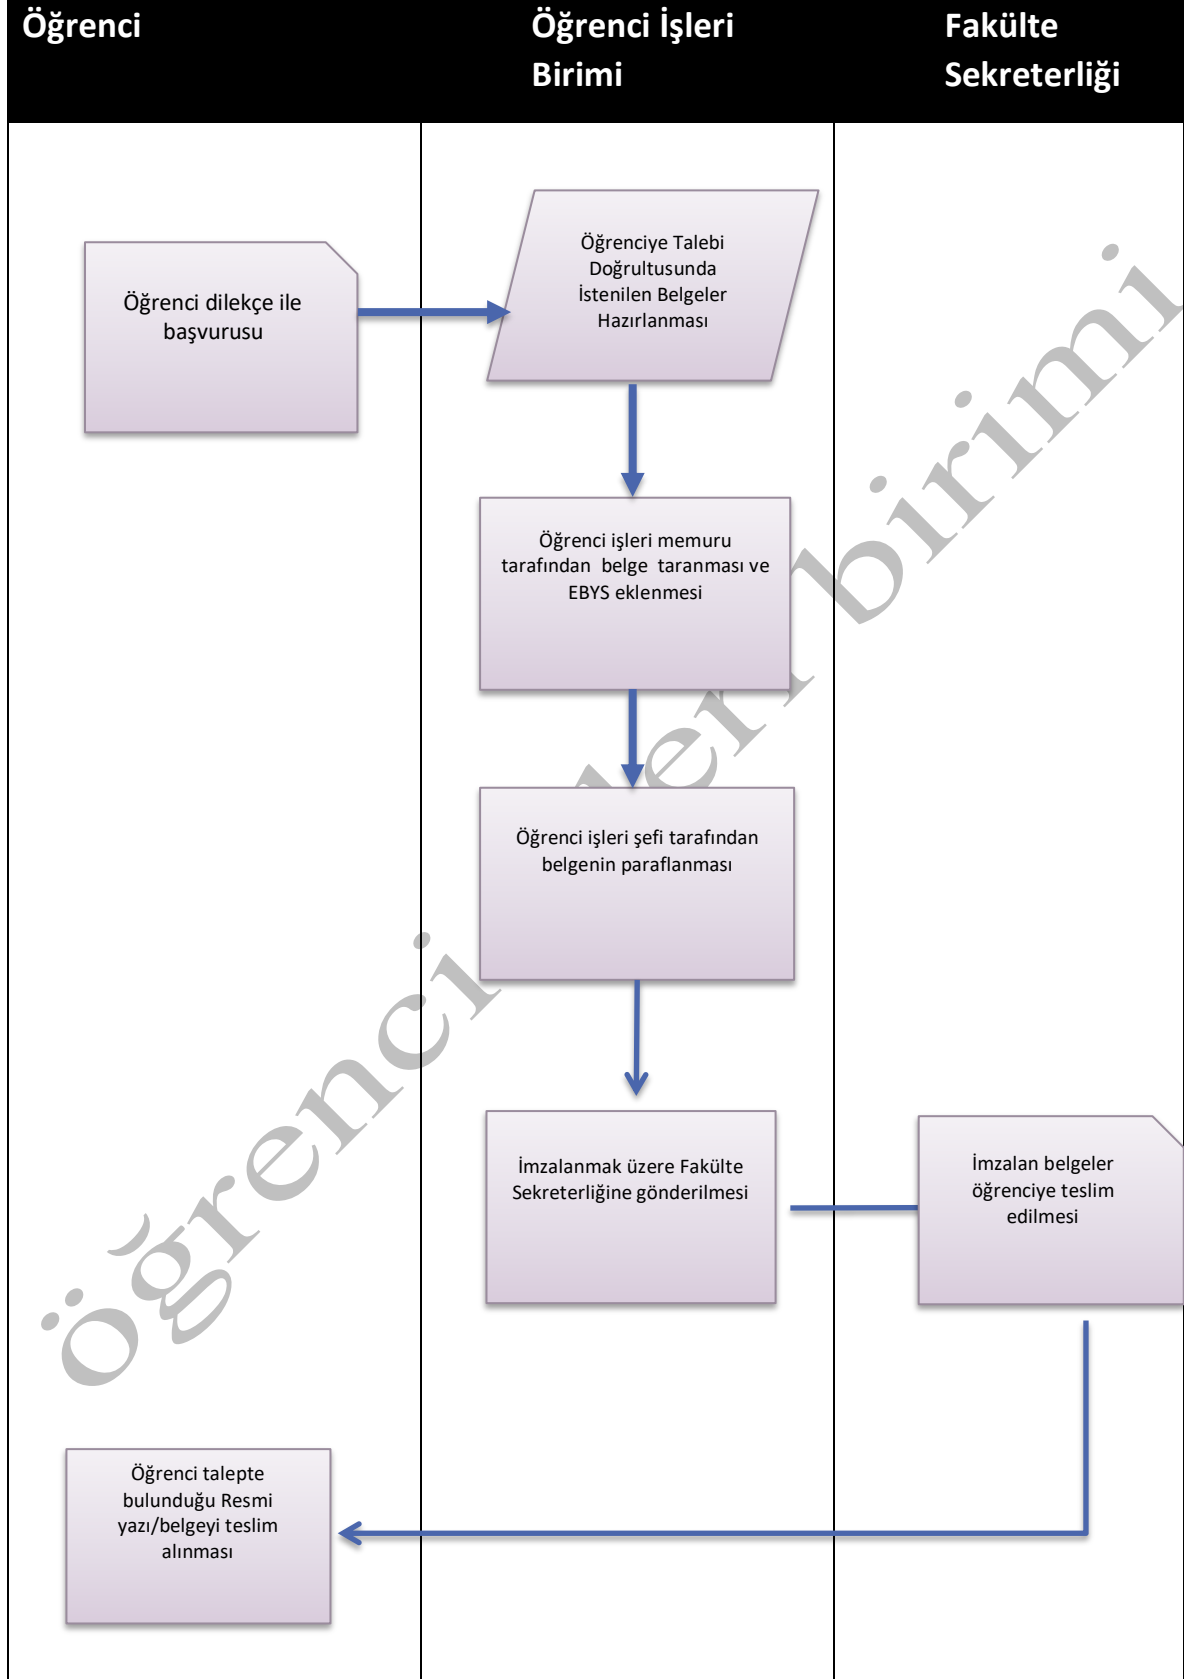 Öğrenci
Öğrenci İşleri
Birimi
Fakülte
Sekreterliği
Öğrenci dilekçe ile
başvurusu
Öğrenciye Talebi
Doğrultusunda
İstenilen Belgeler
Hazırlanması
Öğrenci işleri memuru
tarafından belge taranması ve
EBYS eklenmesi
Öğrenci işleri şefi tarafından
belgenin paraflanması
İmzalanmak üzere Fakülte
Sekreterliğine gönderilmesi
İmzalan belgeler
öğrenciye teslim
edilmesi
Öğrenci talepte
bulunduğu Resmi
yazı/belgeyi teslim
alınması
öğrenci birimi